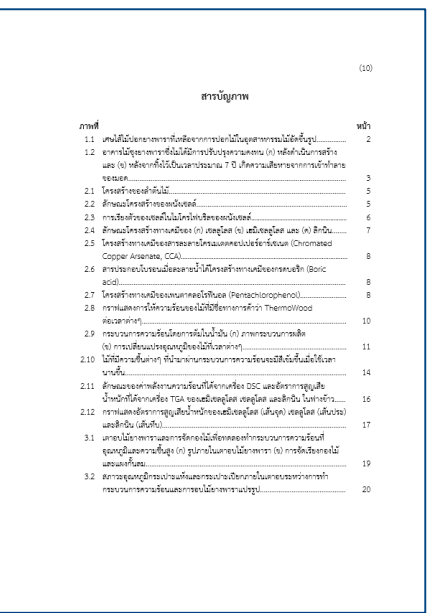 (10)
สารบัญภาพ
ภาพที่ หน้า
1.1 เศษไส้ไม้ปอกยางพาราที่เหลือจากการปอกไม้ในอุตสาหกรรมไม้อัดขึ้นรูป 2
1.2 อาคารไม้ซุงยางพาราซึ่งไม่ได้มีการปรับปรุงความคงทน (ก) หลังดำเนินการสร้าง
และ (ข) หลังจากทิ้งไว้เป็นเวลาประมาณ 7 ปี เกิดความเสียหายจากการเข้าทำลาย
ของมอด 3
2.1 โครงสร้างของลำต้นไม้ 5
2.2 ลักษณะโครงสร้างของผนังเซลล์ 5
2.3 การเรียงตัวของเซลล์ในไมโครไฟบริลของผนังเซลล์ 6
2.4 ลักษณะโครงสร้างทางเคมีของ (ก) เซลลูโลส (ข) เฮมิเซลลูโลส และ (ค) ลิกนิน 7
2.5 โครงสร้างทางเคมีของสารละลายโครเมตตคอปเปอร์อาร์เซเนต (Chromated
Copper Arsenate, CCA) 8
2.6 สารประกอบโบรอนเมื่อละลายน้ำได้โครงสร้างทางเคมีของกรดบอริก (Boric
acid) 8
2.7 โครงสร้างทางเคมีของเพนตาคลอโรฟีนอล (Pentachlorophenol) 8
2.8 กราฟแสดงการให้ความร้อนของไม้ที่มีชื่อทางการค้าว่า ThermoWood
ต่อเวลาต่างๆ 10
2.9 กระบวนการความร้อนโดยการต้มในน้ำมัน (ก) ภาพกระบวนการผลิต
(ข) การเปลี่ยนแปรงอุณหภูมิของไม้ที่เวลาต่างๆ 11
2.10 ไม้ที่มีความชื้นต่างๆ ที่นำมาผ่านกระบวนการความร้อนจะมีสีเข้มขึ้นเมื่อใช้เวลา
นานขึ้น 14
2.11 ลักษณะของค่าพลังงานความร้อนที่ได้จากเครื่อง DSC และอัตราการสูญเสีย
น้ำหนักที่ได้จากเครื่อง TGA ของเฮมิเซลลูโลส เซลลูโลส และลิกนิน ในฟางข้าว 16
2.12 กราฟแสดงอัตราการสูญเสียน้ำหนักของเฮมิเซลลูโลส (เส้นจุด) เซลลูโลส (เส้นประ)
และลิกนิน (เส้นทึบ) 17
3.1 เตาอบไม้ยางพาราและการจัดกองไม้เพื่อทดลองทำกระบวนการความร้อนที่
อุณหภูมิและความชื้นสูง (ก) รูปภายในเตาอบไม้ยางพารา (ข) การจัดเรียงกองไม้
และแผงกั้นลม 19
3.2 สภาวะอุณหภูมิกระเปาะแห้งและกระเปาะเปียกภายในเตาอบระหว่างการทำ
กระบวนการความร้อนและการอบไม้ยางพาราแปรรูป 20